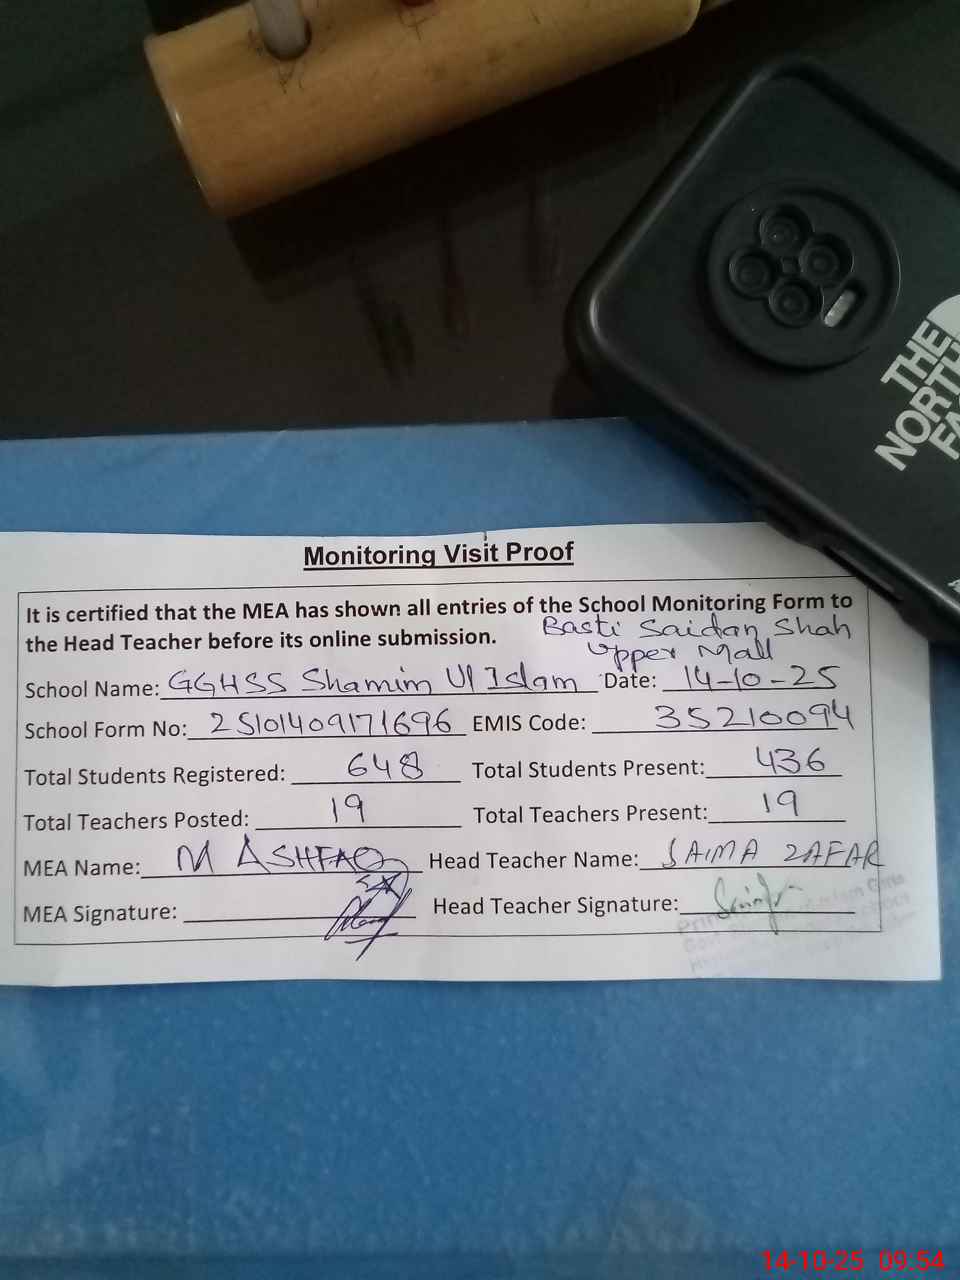 THE
NORTH
FA
Monitoring Visit Proof
It is certified that the MEA has shown all entries of the School Monitoring Form to
the Head Teacher before its online submission.
Basti Saidan Shah
Upper Mall
School Name: GGHSS Shamim Ul Islam Date: 14-10-25
School Form No: 25101409171696 EMIS Code: 35210094
Total Students Registered: 648 Total Students Present: 436
Total Teachers Posted: 19 Total Teachers Present: 19
MEA Name: M ASHFAQ Head Teacher Name: SAIMA ZAFAR
MEA Signature: Head Teacher Signature:
14-10-25 09:54